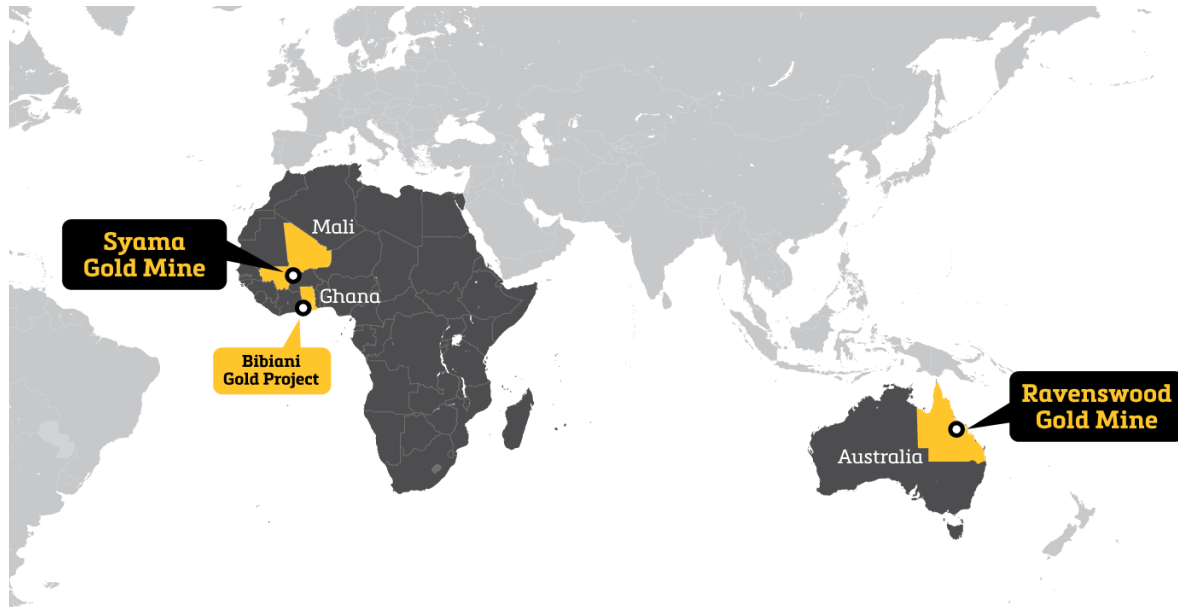 Mali
Syama
Gold Mine
Ghana
Bibiani
Gold Project
Ravenswood
Gold Mine
Australia